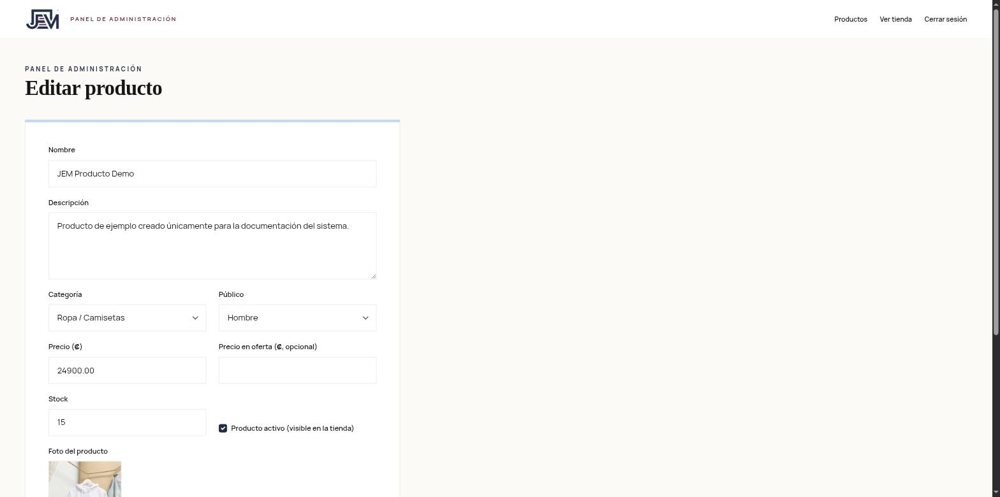 JEM PANEL DE ADMINISTRACIÓN Productos Ver tienda Cerrar sesión
PANEL DE ADMINISTRACIÓN
Editar producto
Nombre
JEM Producto Demo
Descripción
Producto de ejemplo creado únicamente para la documentación del sistema.
Categoría Público
Ropa / Camisetas Hombre
Precio (₡) Precio en oferta (₡, opcional)
24900.00
Stock
15 Producto activo (visible en la tienda)
Foto del producto